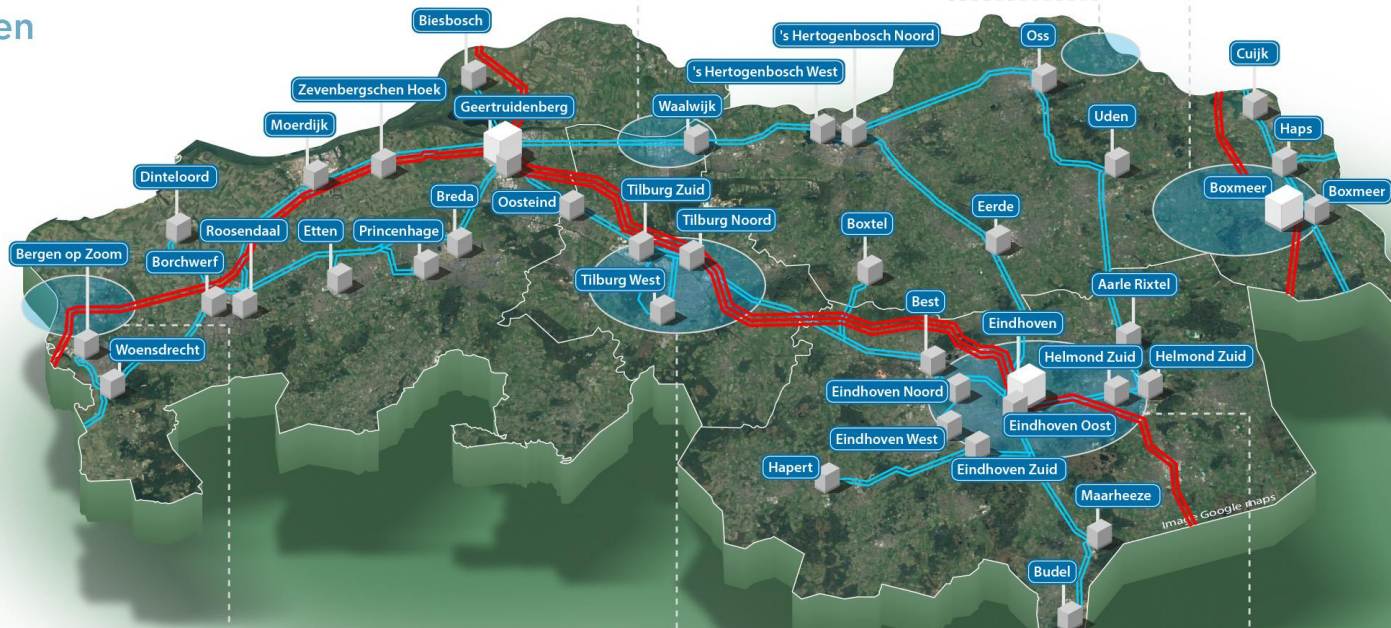 en
Biesbosch
's Hertogenbosch Noord
Oss
Cuijk
's Hertogenbosch West
Zevenbergschen Hoek
Geertruidenberg
Waalwijk
Moerdijk
Uden
Haps
Dinteloord
Tilburg Zuid
Boxmeer
Boxmeer
Breda
Oosteind
Tilburg Noord
Eerde
Roosendaal
Etten
Princenhage
Boxtel
Bergen op Zoom
Borchwerf
Tilburg West
Aarle Rixtel
Best
Eindhoven
Woensdrecht
Helmond Zuid
Helmond Zuid
Eindhoven Noord
Eindhoven Oost
Eindhoven West
Hapert
Eindhoven Zuid
Maarheeze
Image Google maps
Budel